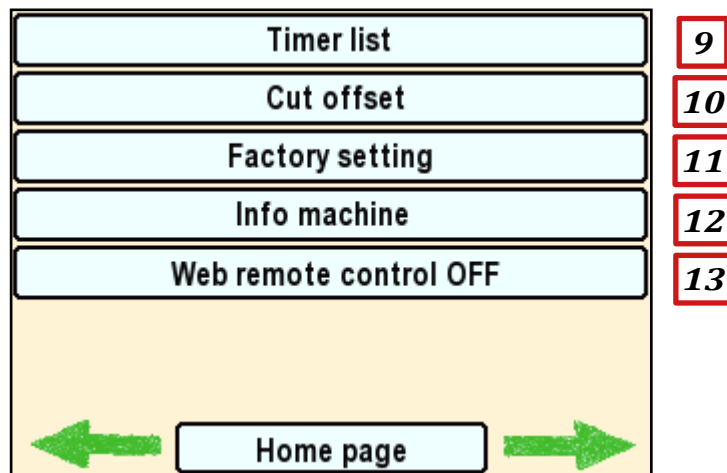 Timer list 9
Cut offset 10
Factory setting 11
Info machine 12
Web remote control OFF 13
Home page